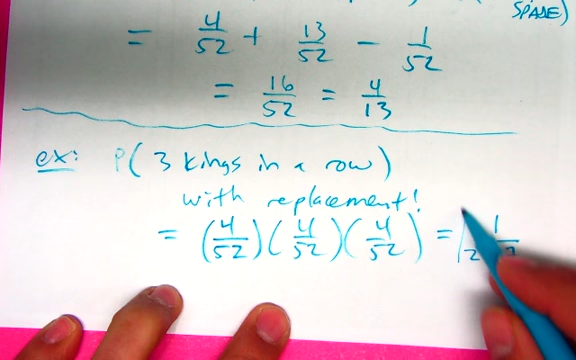 SPADE)
= 4/52 + 13/52 - 1/52
= 16/52 = 4/13
ex: P(3 kings in a row)
with replacement!
= (4/52)(4/52)(4/52) = 1